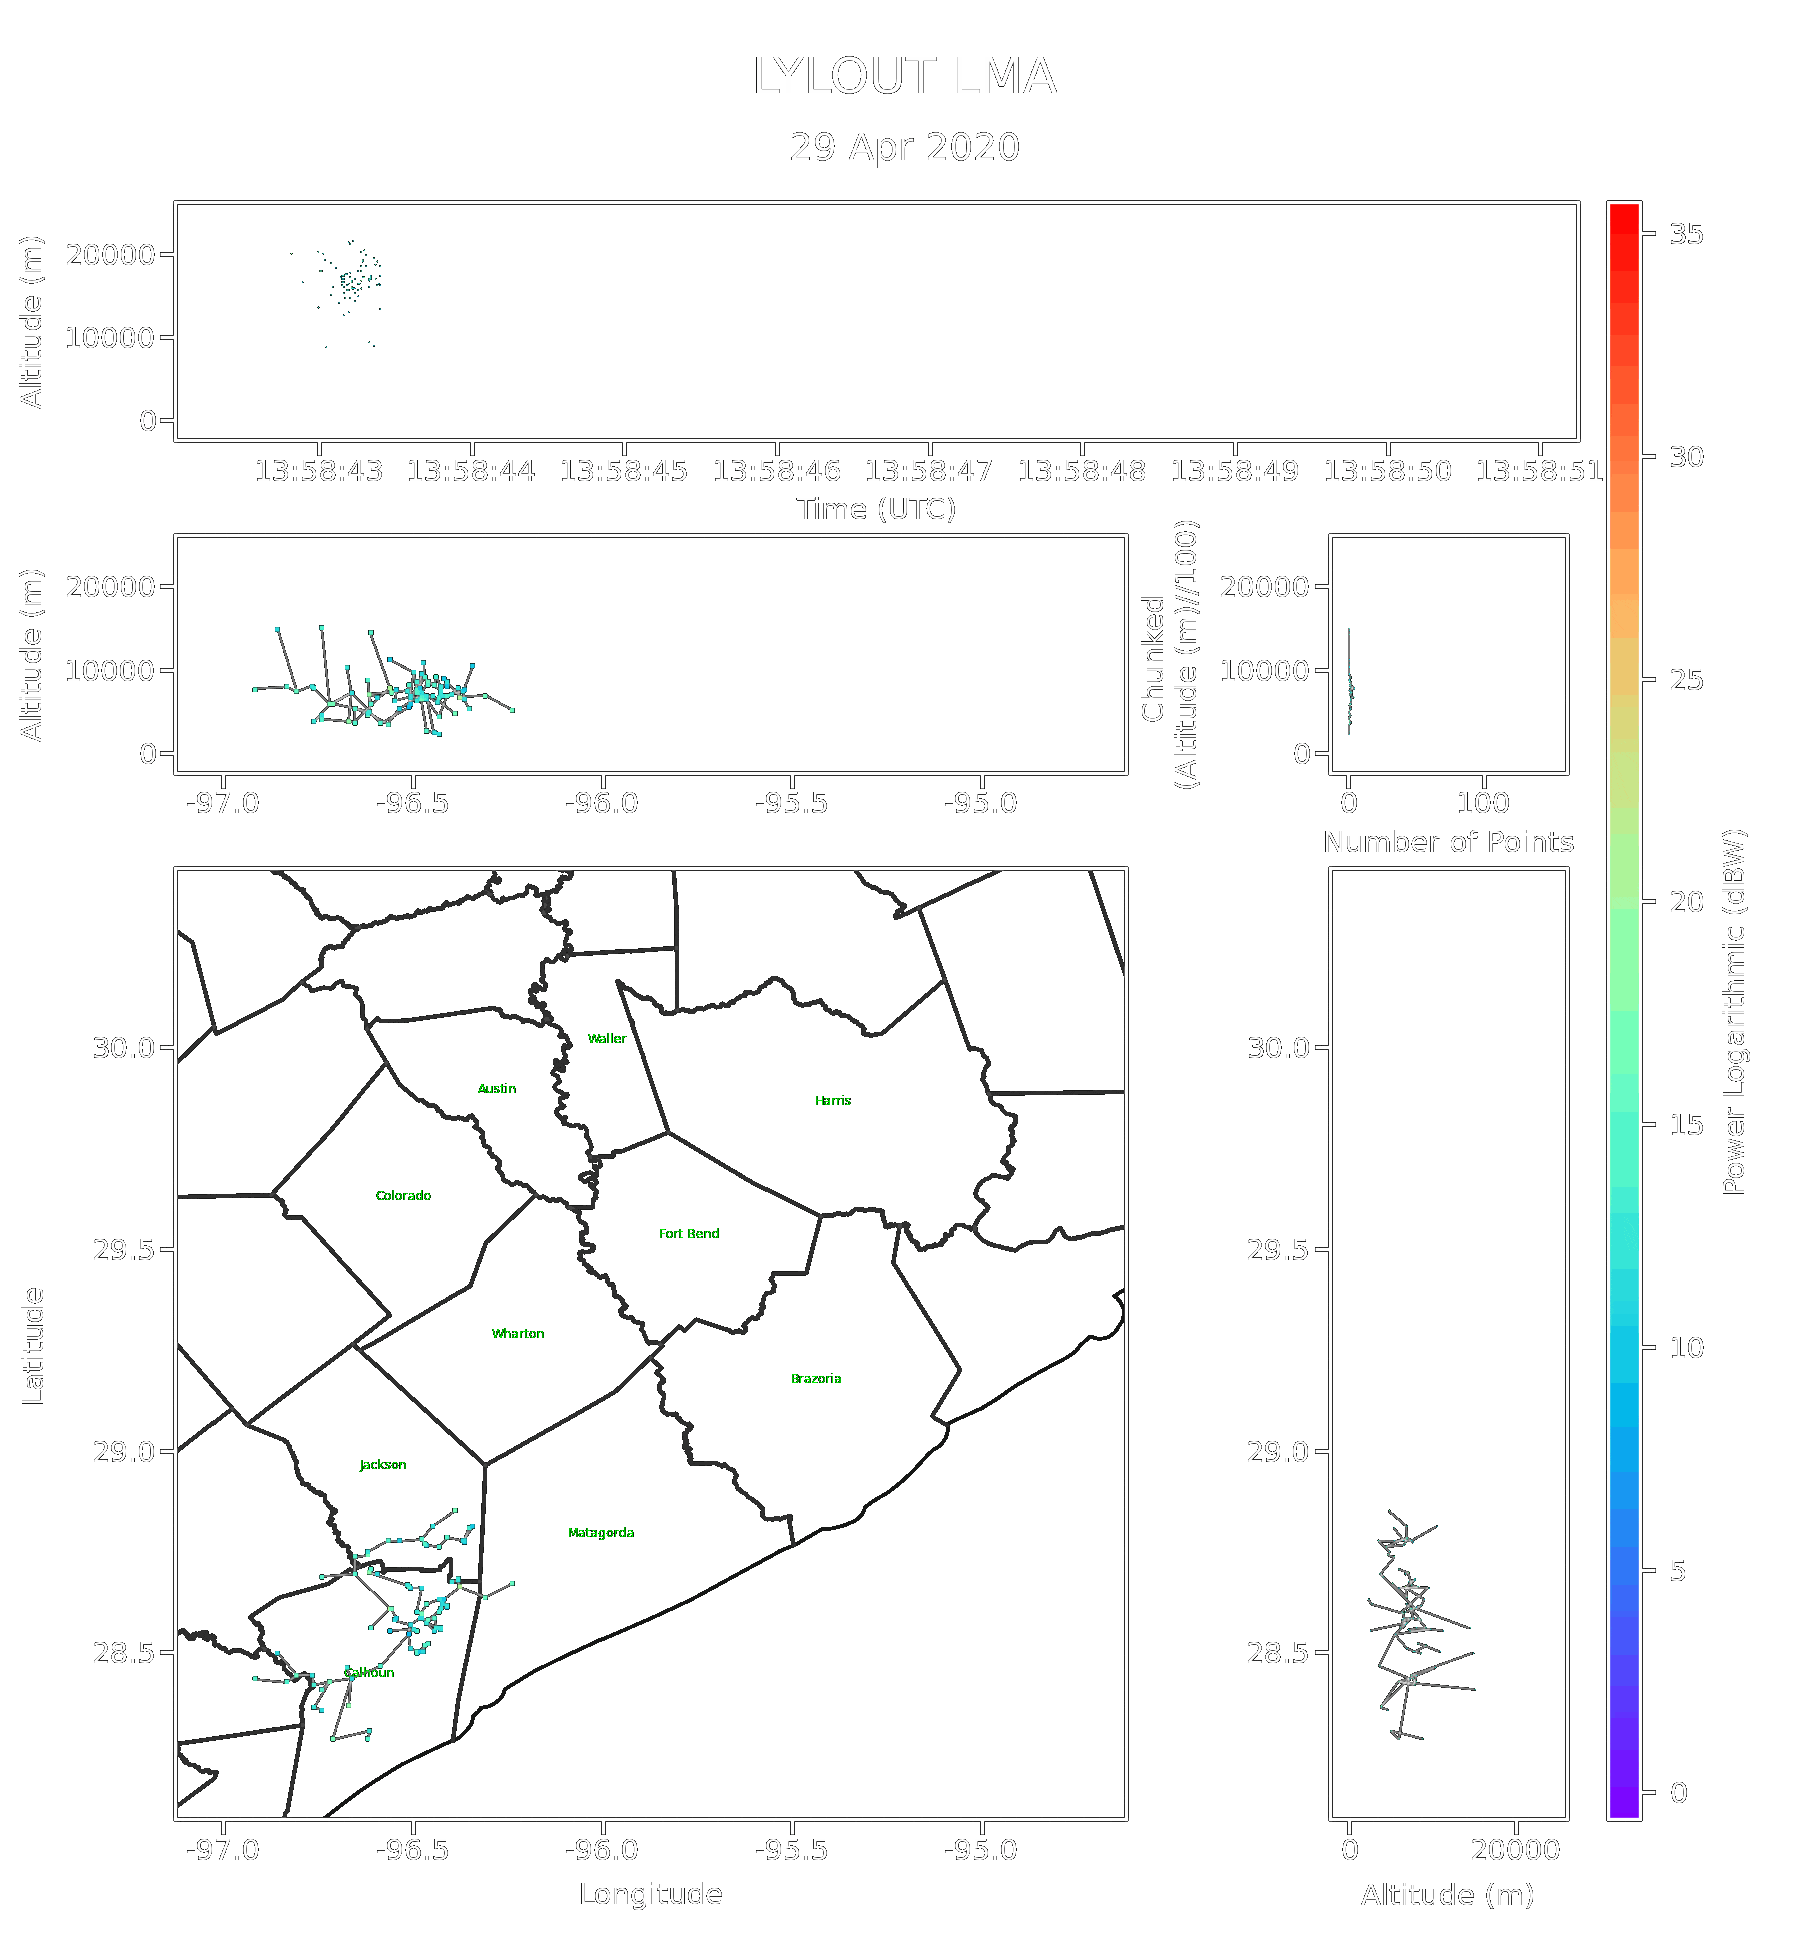 LYLOUT LMA
29 Apr 2020
Altitude (m)
20000
10000
0
13:58:43 13:58:44 13:58:45 13:58:46 13:58:47 13:58:48 13:58:49 13:58:50 13:58:51
Time (UTC)
Altitude (m)
20000
10000
0
-97.0 -96.5 -96.0 -95.5 -95.0
Chunked
(Altitude (m)//100)
20000
10000
0
0 100
Number of Points
Latitude
30.0
29.5
29.0
28.5
Waller
Austin
Harris
Colorado
Fort Bend
Wharton
Brazoria
Jackson
Matagorda
Calhoun
-97.0 -96.5 -96.0 -95.5 -95.0
Longitude
30.0
29.5
29.0
28.5
0 20000
Altitude (m)
35
30
25
20
15
10
5
0
Power Logarithmic (dBW)